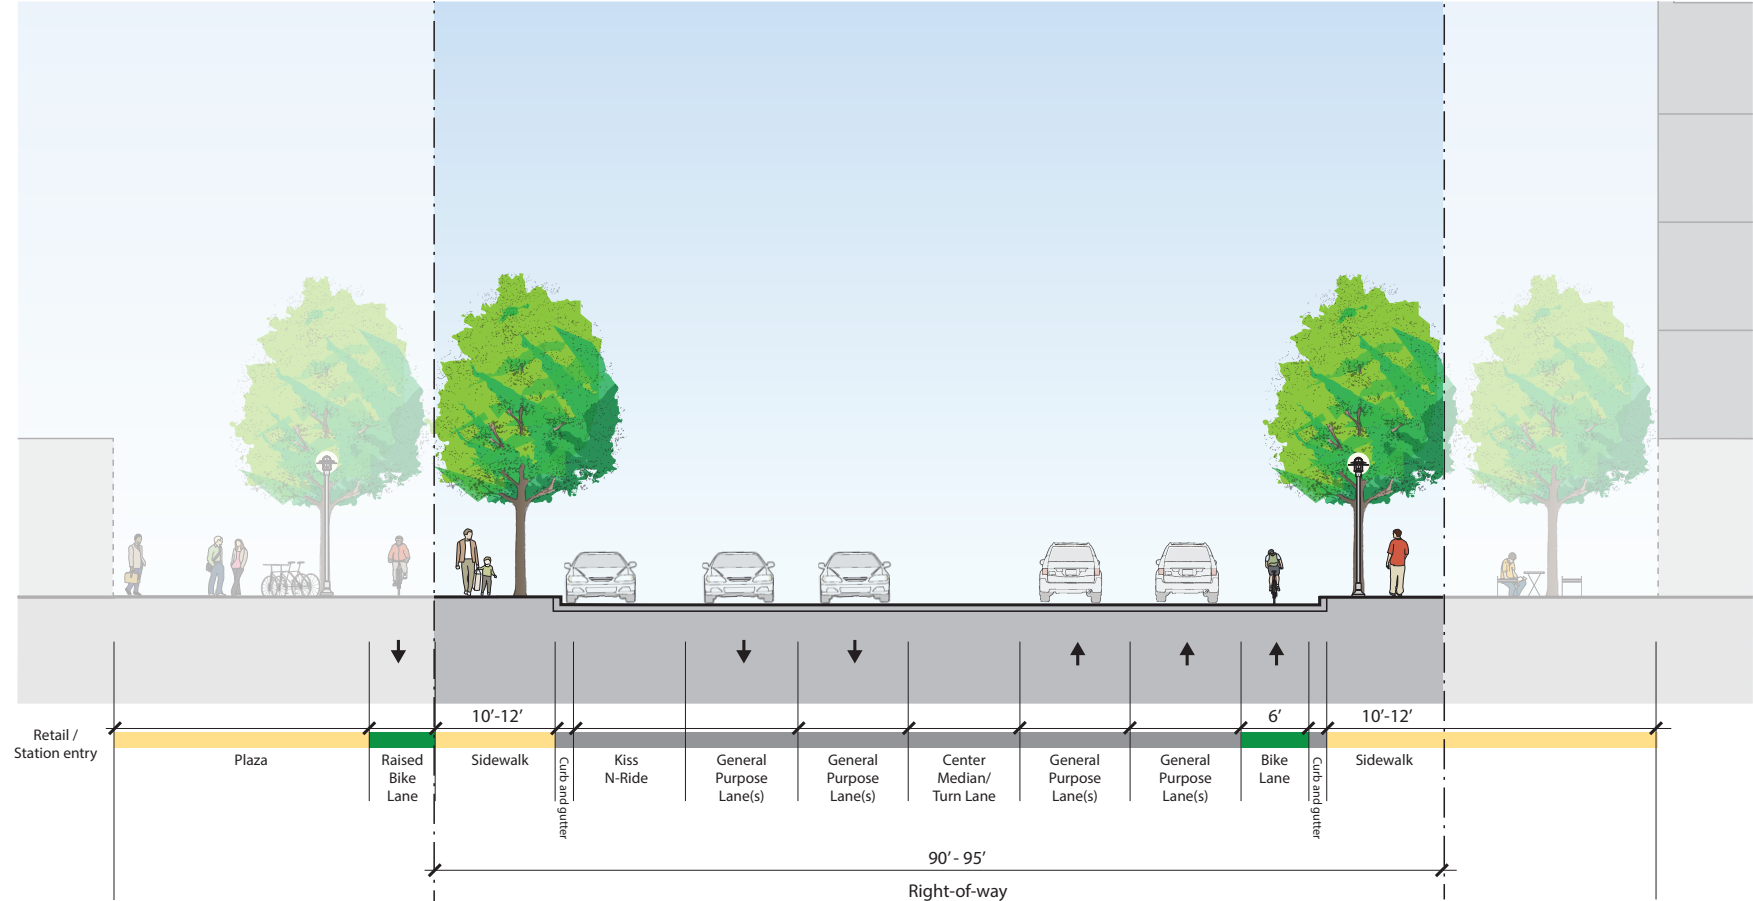 10’-12’
6’
10’-12’
Retail /
Station entry
Plaza
Raised
Bike
Lane
Sidewalk
Curb and gutter
Kiss
N-Ride
General
Purpose
Lane(s)
General
Purpose
Lane(s)
Center
Median/
Turn Lane
General
Purpose
Lane(s)
General
Purpose
Lane(s)
Bike
Lane
Curb and gutter
Sidewalk
90’ - 95’
Right-of-way